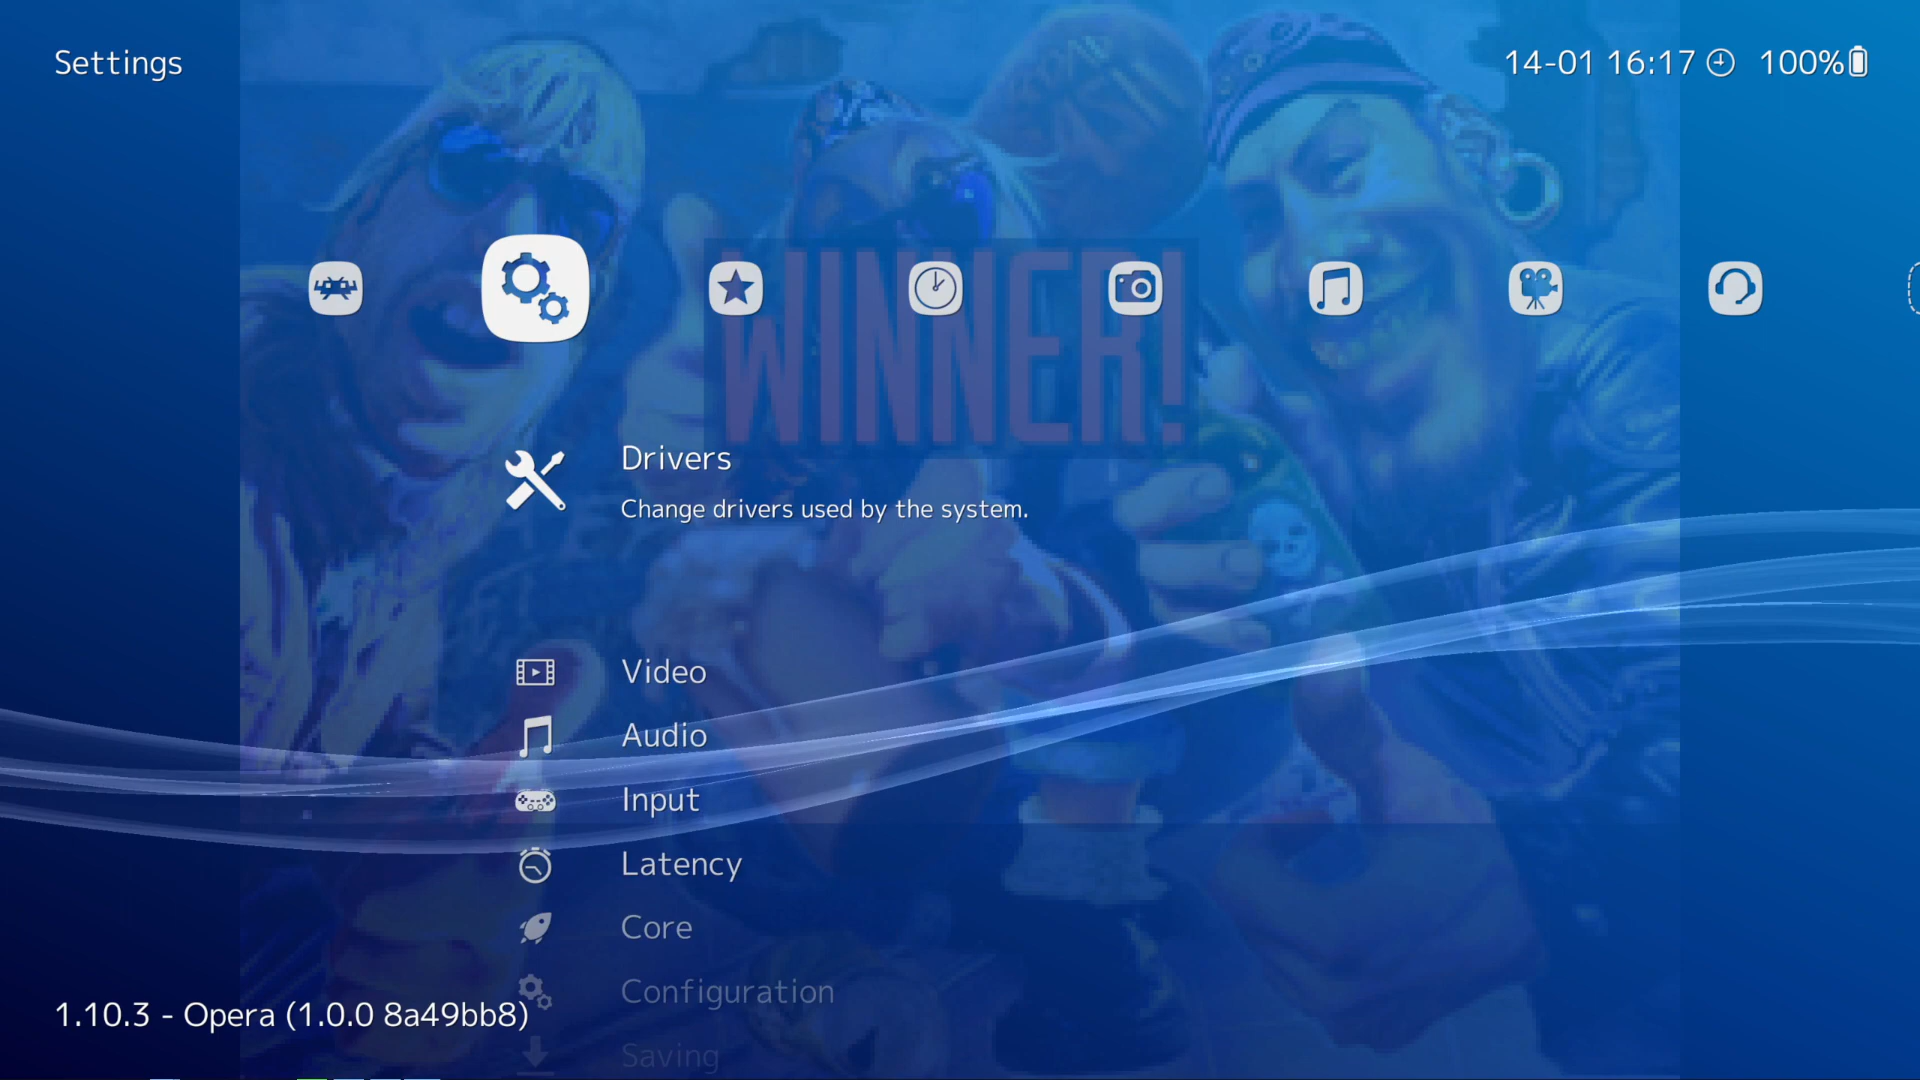 Settings
14-01 16:17 100%
WINNER!
Drivers
Change drivers used by the system.
Video
Audio
Input
Latency
Core
Configuration
1.10.3 - Opera (1.0.0 8a49bb8)
Saving